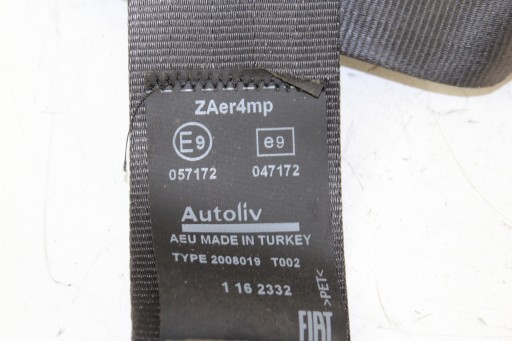 ZAer4mp
E9 e9
057172 047172
Autoliv
AEU MADE IN TURKEY
TYPE 2008019 T002
1 16 2332
>PET<
FIAT